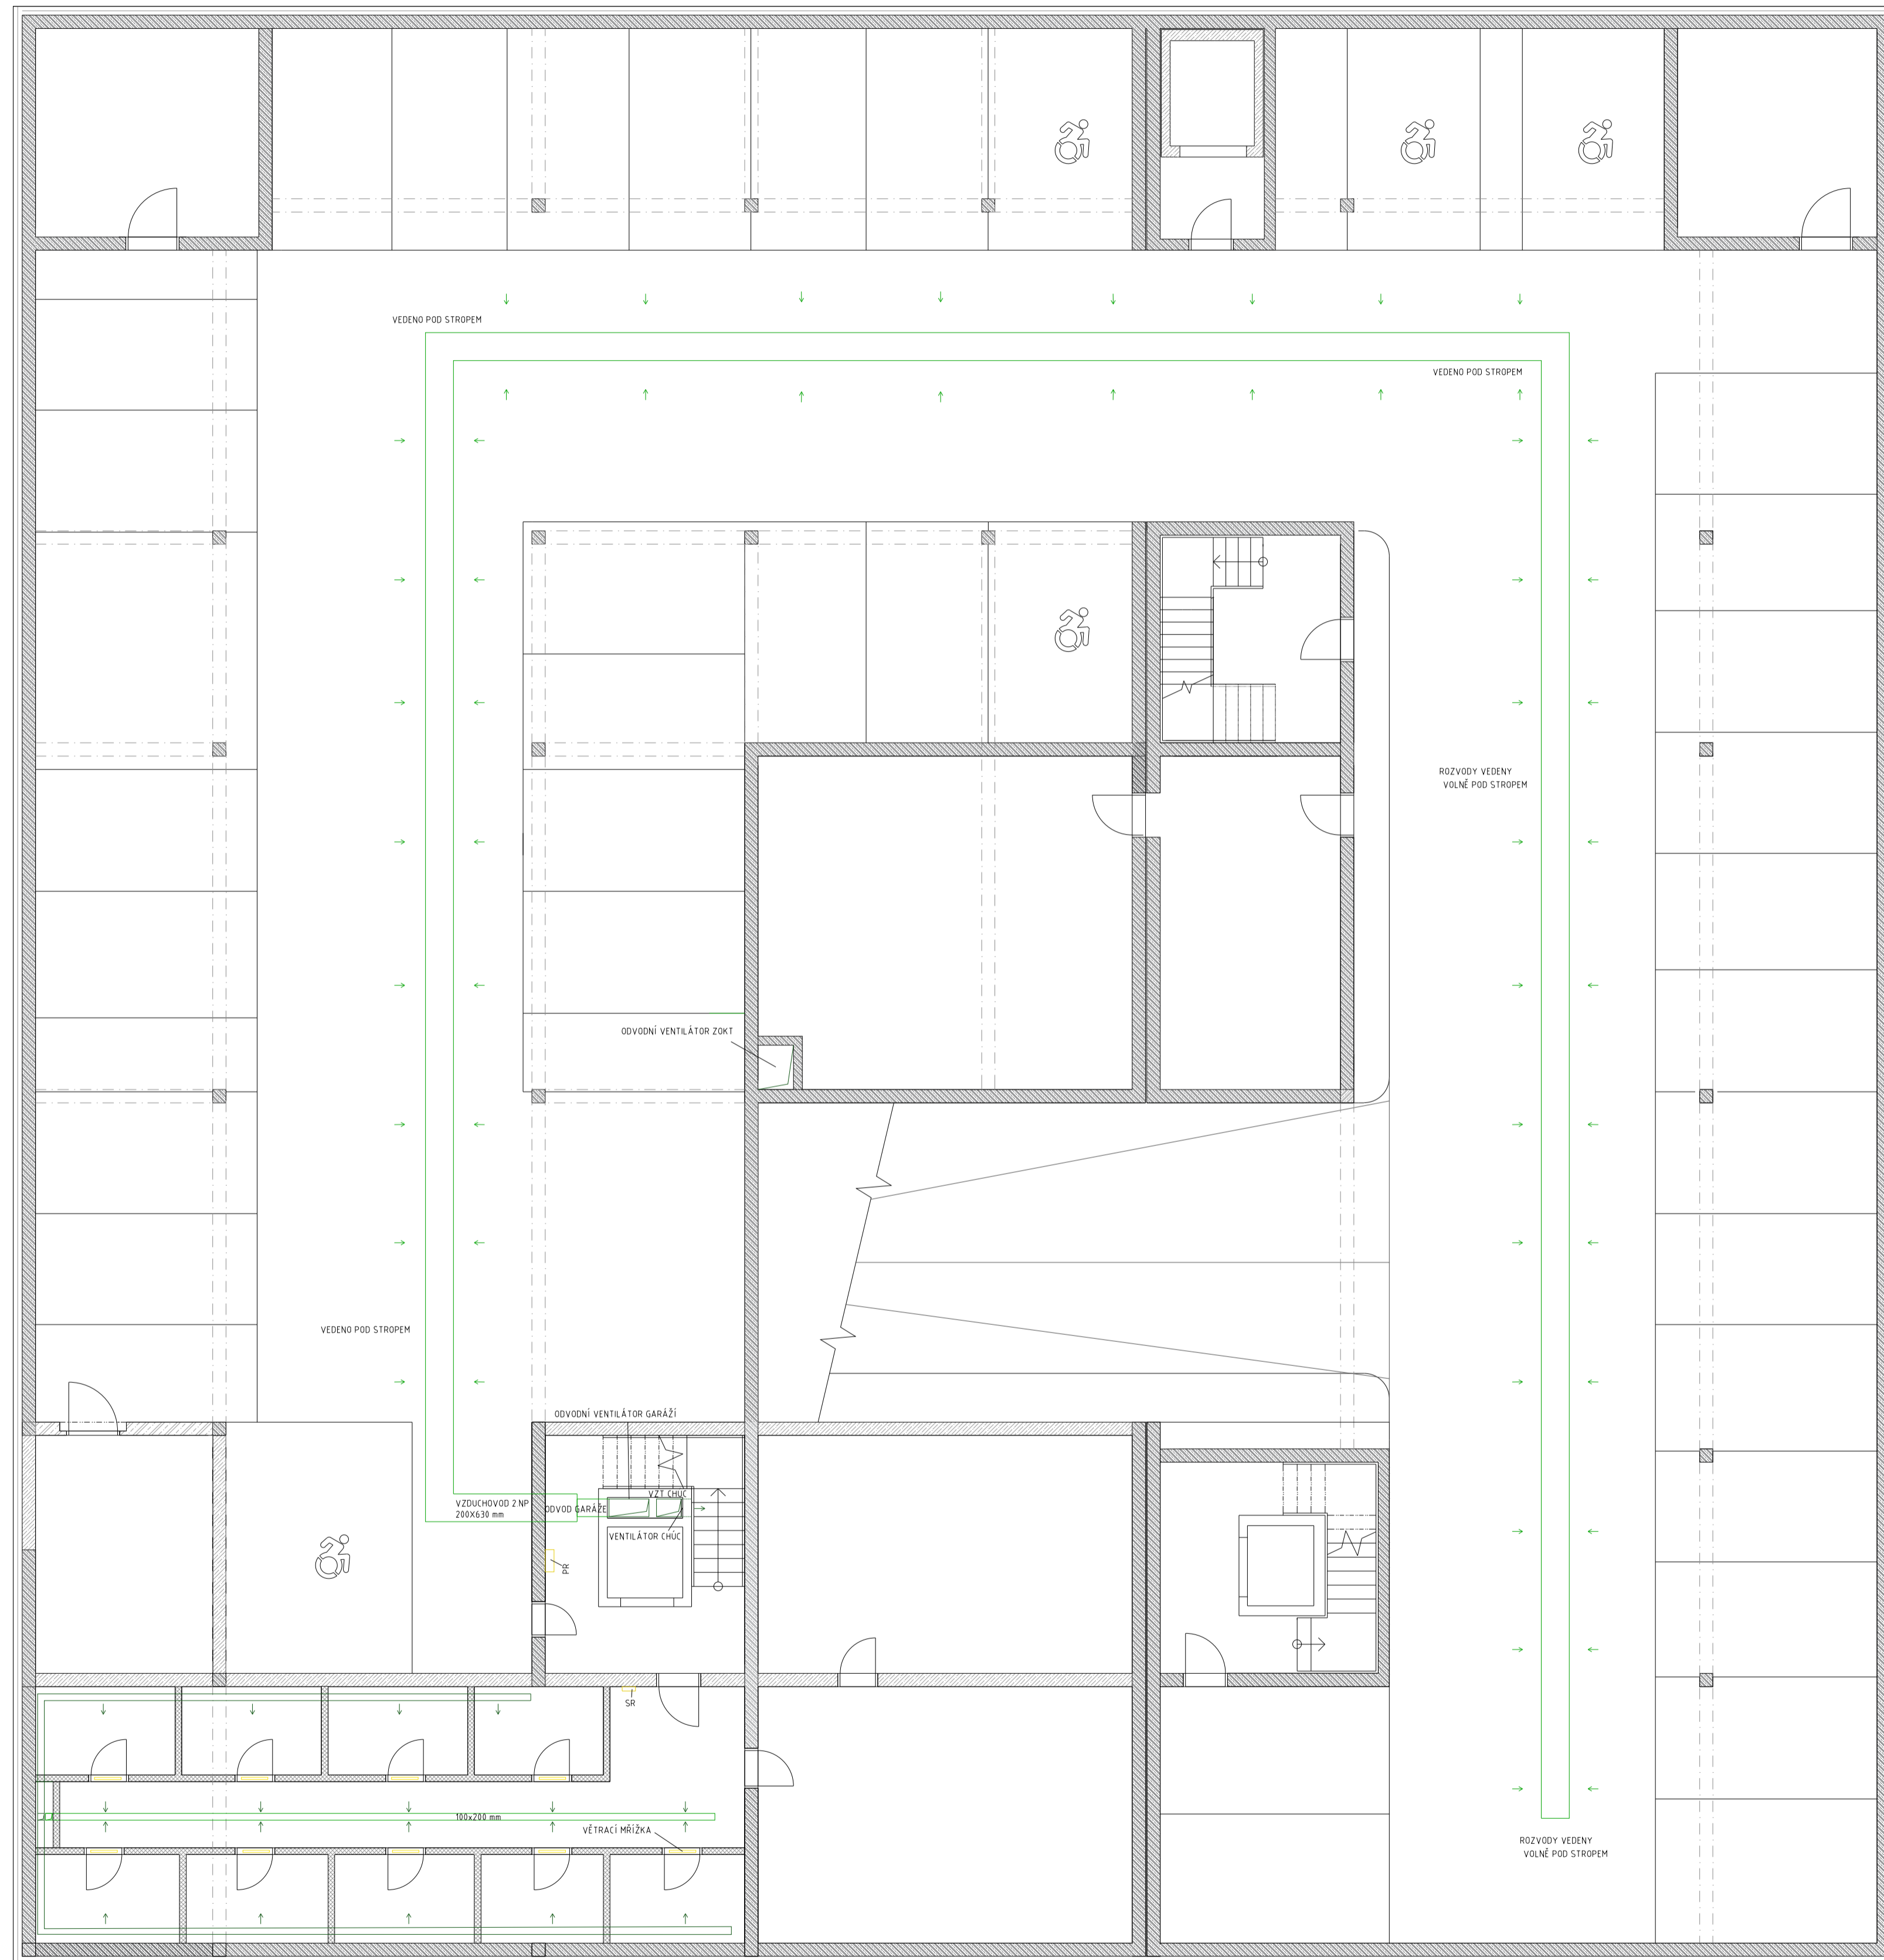 VEDENO POD STROPEM
VEDENO POD STROPEM
ROZVODY VEDENY
VOLNĚ POD STROPEM
ODVODNÍ VENTILÁTOR ZOKT
VEDENO POD STROPEM
ODVODNÍ VENTILÁTOR GARÁŽÍ
VZT CHÚC
VZDUCHOVOD 2.NP
200X630 mm
ODVOD GARÁŽE
VENTILÁTOR CHÚC
PR
SR
100x200 mm
VĚTRACÍ MŘÍŽKA
ROZVODY VEDENY
VOLNĚ POD STROPEM